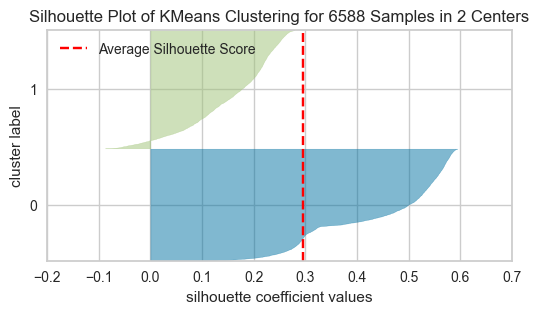 Silhouette Plot of KMeans Clustering for 6588 Samples in 2 Centers
Average Silhouette Score
1
0
cluster label
-0.2 -0.1 0.0 0.1 0.2 0.3 0.4 0.5 0.6 0.7
silhouette coefficient values